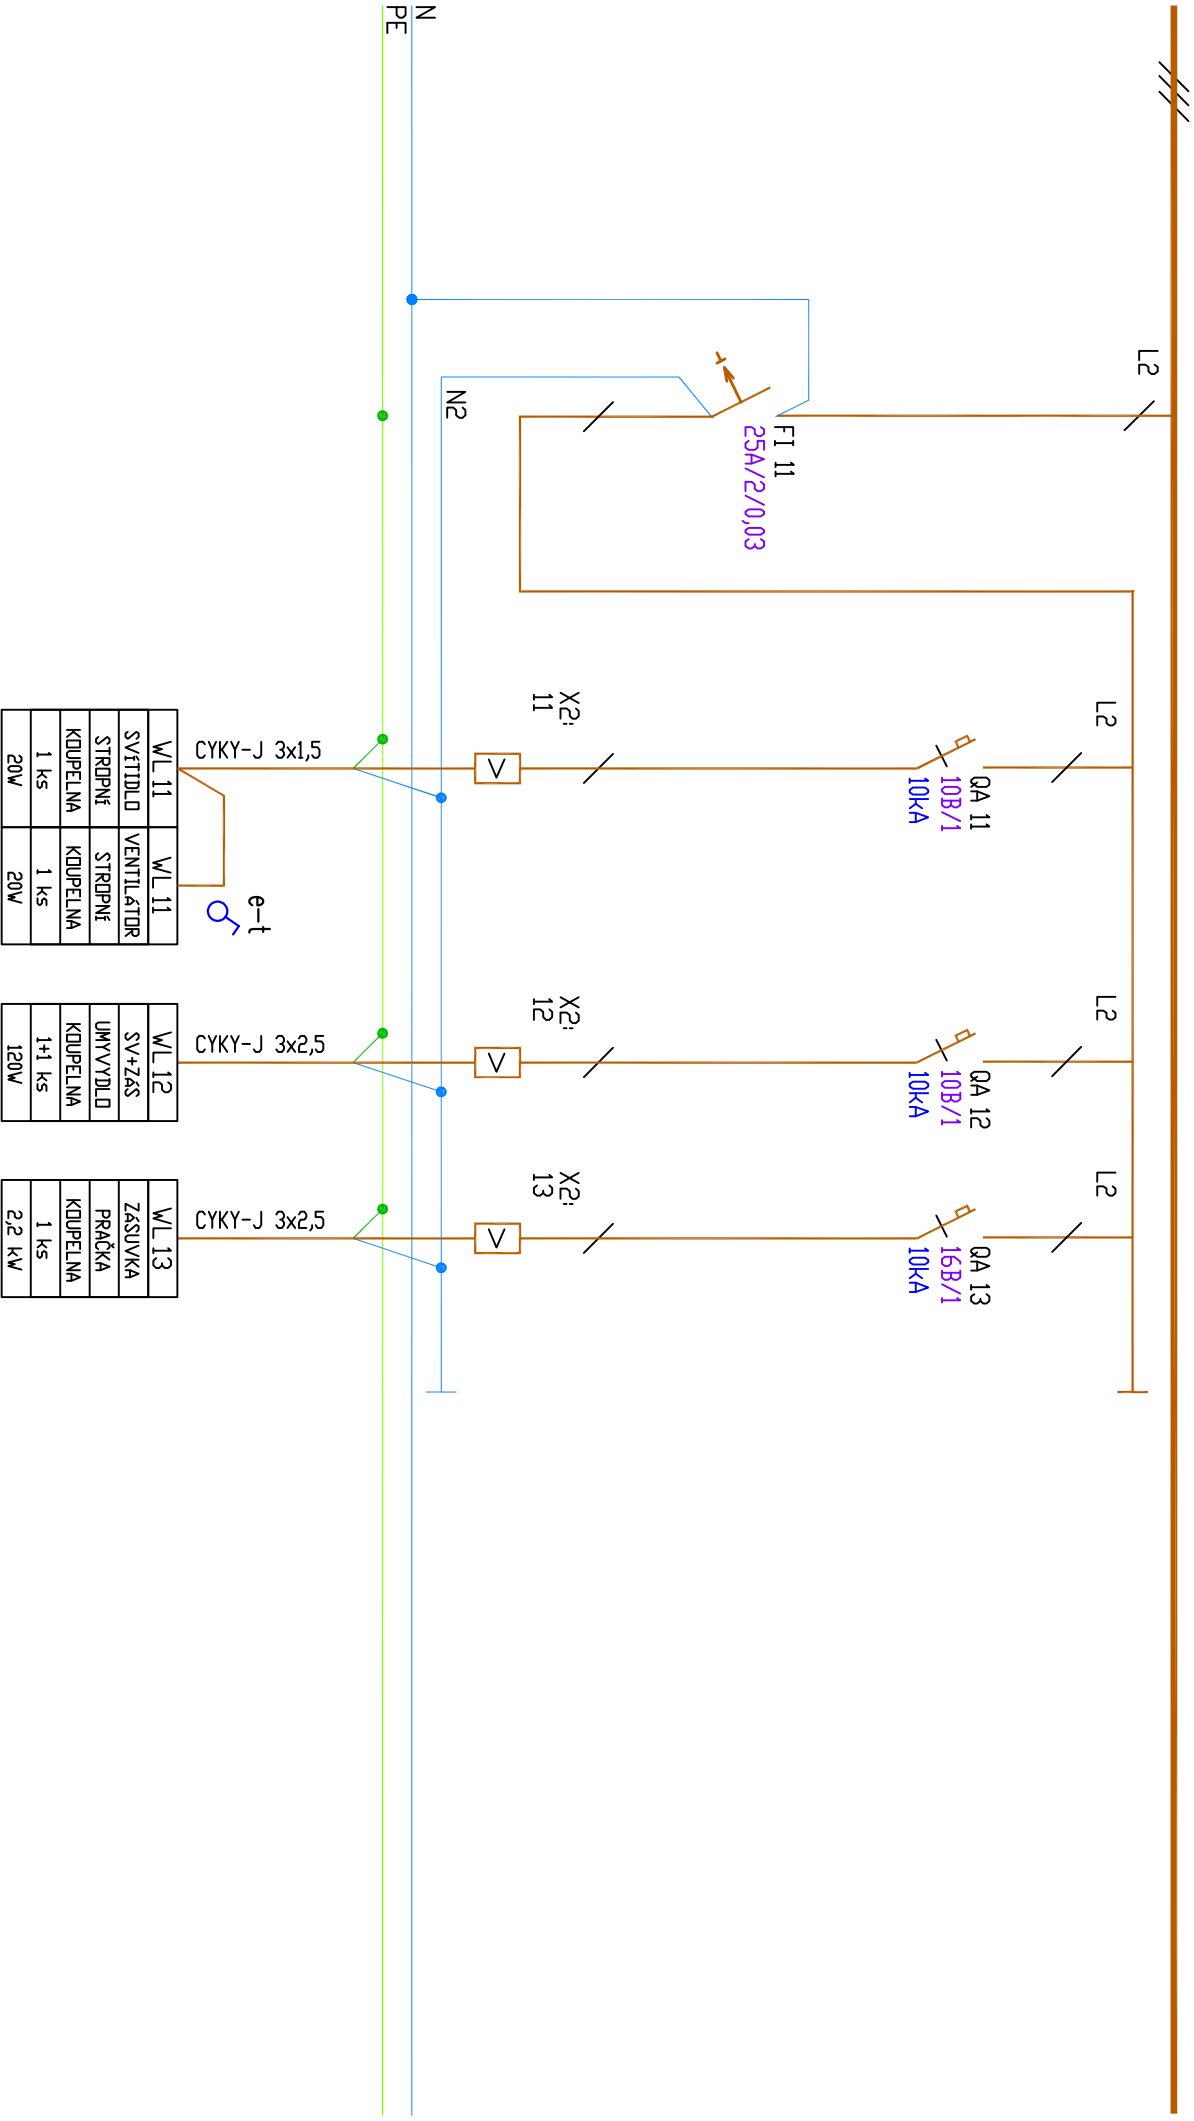 L2
FI 11
25A/2/0,03
L2
QA 11
10B/1
10kA
L2
QA 12
10B/1
10kA
L2
QA 13
16B/1
10kA
X2:
11
X2:
12
X2:
13
N2
N
PE
CYKY-J 3x1,5
CYKY-J 3x2,5
CYKY-J 3x2,5
e-t
WL 11
SVÍTIDLO
STROPNÍ
KOUPELNA
1 ks
20W
WL 11
VENTILÁTOR
STROPNÍ
KOUPELNA
1 ks
20W
WL 12
SV+ZÁS
UMYVYDLO
KOUPELNA
1+1 ks
120W
WL 13
ZÁSUVKA
PRAČKA
KOUPELNA
1 ks
2,2 kW